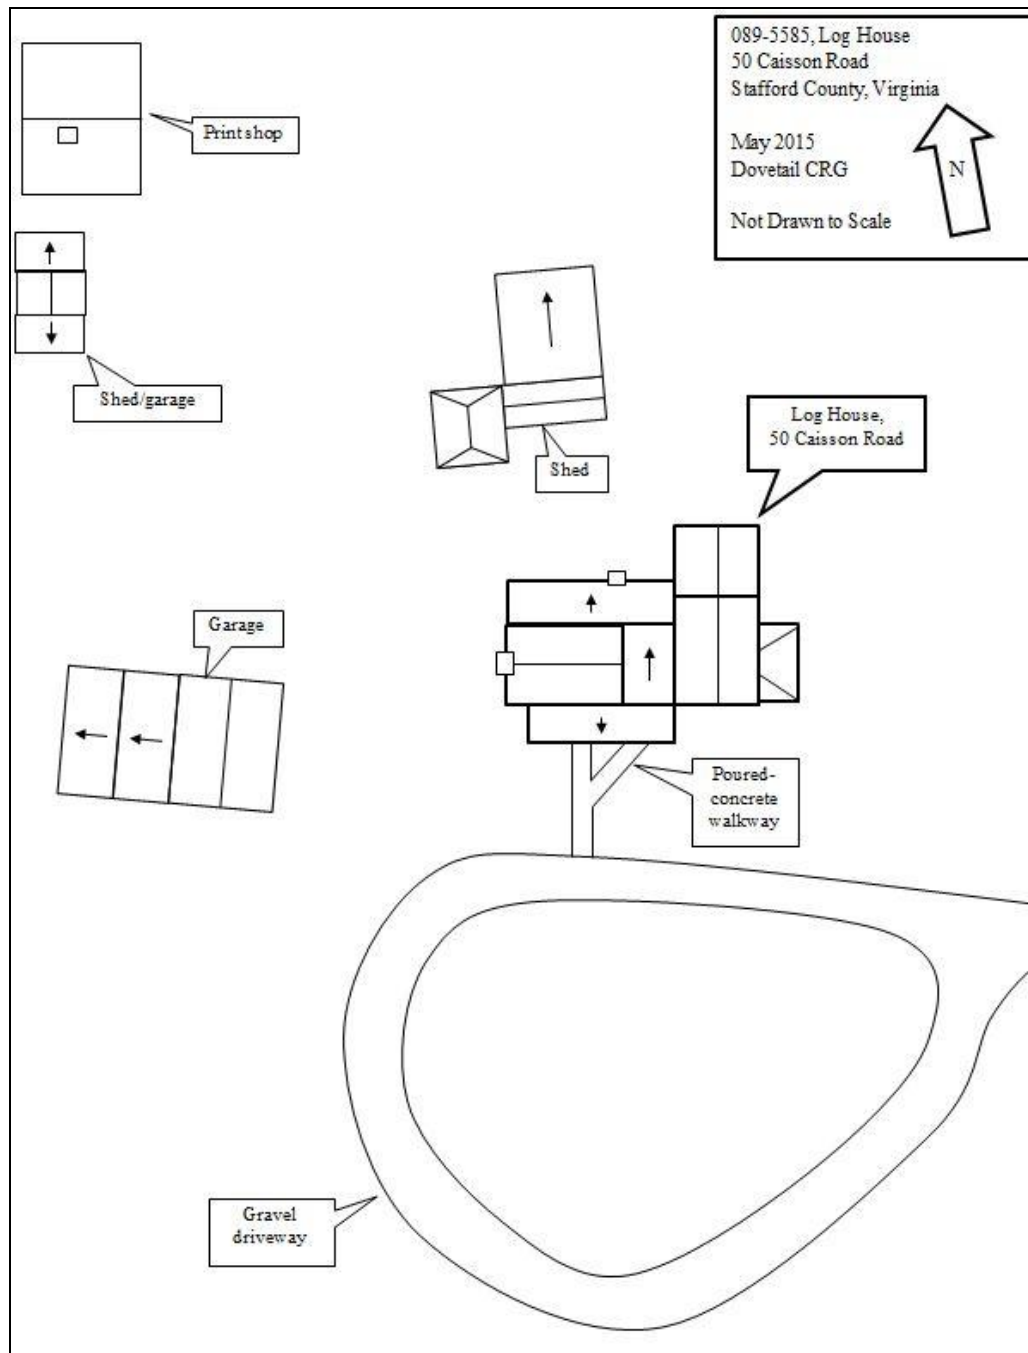 089-5585, Log House
50 Caisson Road
Stafford County, Virginia
May 2015
Dovetail CRG
N
Not Drawn to Scale
Print shop
Shed/garage
Log House,
50 Caisson Road
Shed
Garage
Poured-
concrete
walkway
Gravel
driveway